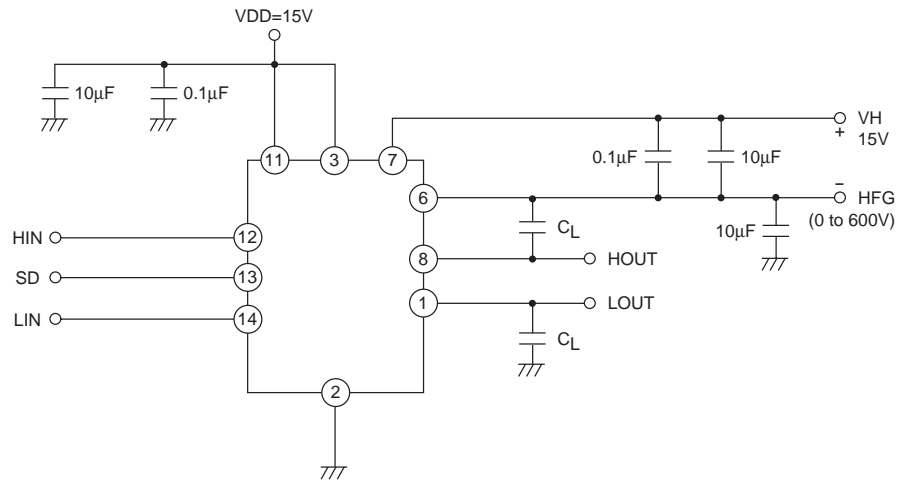 VDD=15V
10μF
0.1μF
VH
+
15V
11
3
7
0.1μF
10μF
6
−
HFG
(0 to 600V)
CL
10μF
HIN
12
8
HOUT
SD
13
1
LOUT
LIN
14
CL
2